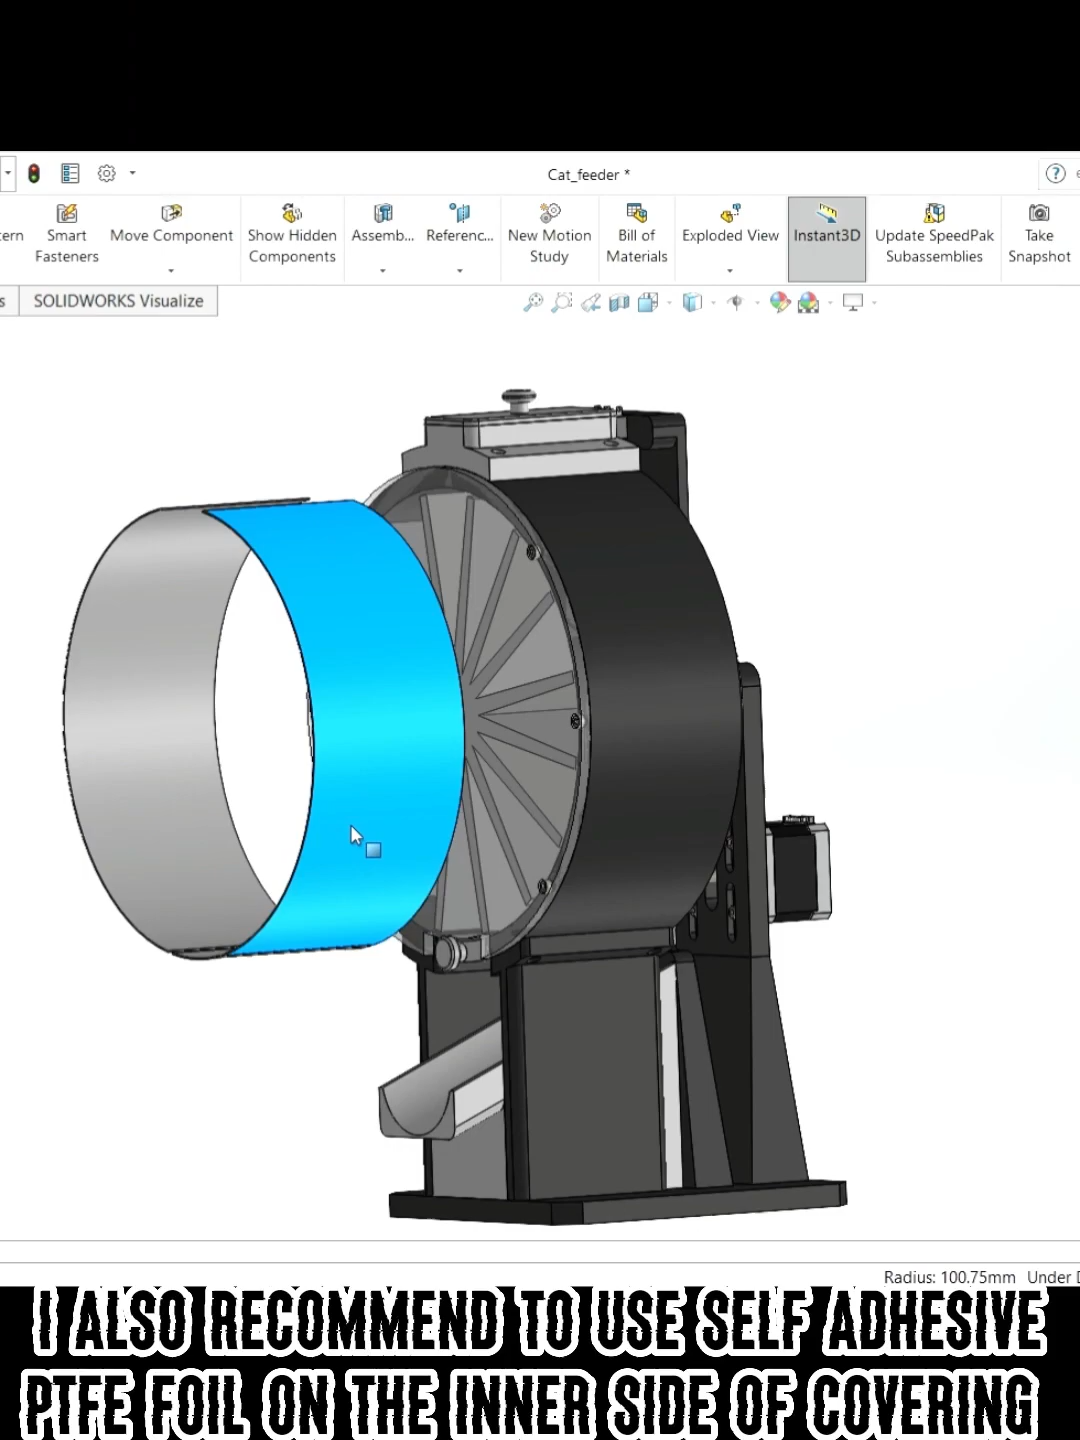 Cat_feeder *
?
tern
Smart
Fasteners
Move Component
Show Hidden
Components
Assemb...
Referenc...
New Motion
Study
Bill of
Materials
Exploded View
Instant3D
Update SpeedPak
Subassemblies
Take
Snapshot
s
SOLIDWORKS Visualize
Radius: 100.75mm Under
I ALSO RECOMMEND TO USE SELF ADHESIVE
PTFE FOIL ON THE INNER SIDE OF COVERING